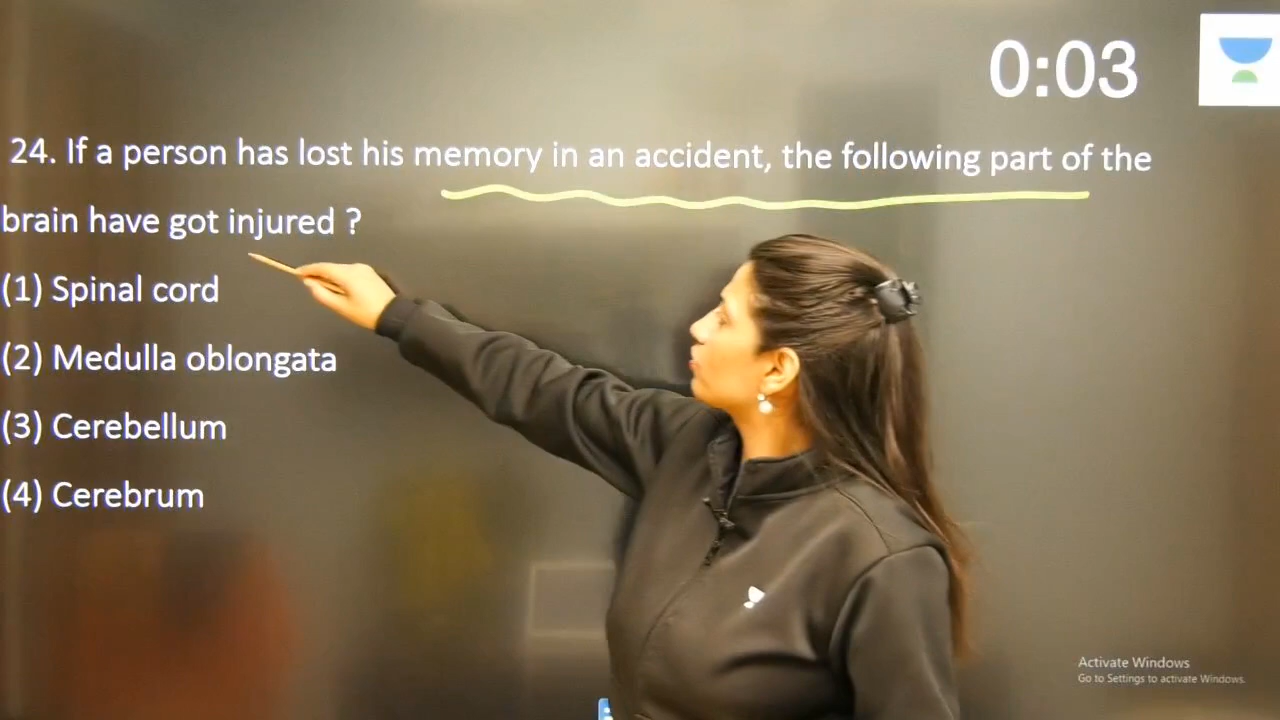 0:03
24. If a person has lost his memory in an accident, the following part of the
brain have got injured ?
(1) Spinal cord
(2) Medulla oblongata
(3) Cerebellum
(4) Cerebrum
Activate Windows
Go to Settings to activate Windows.